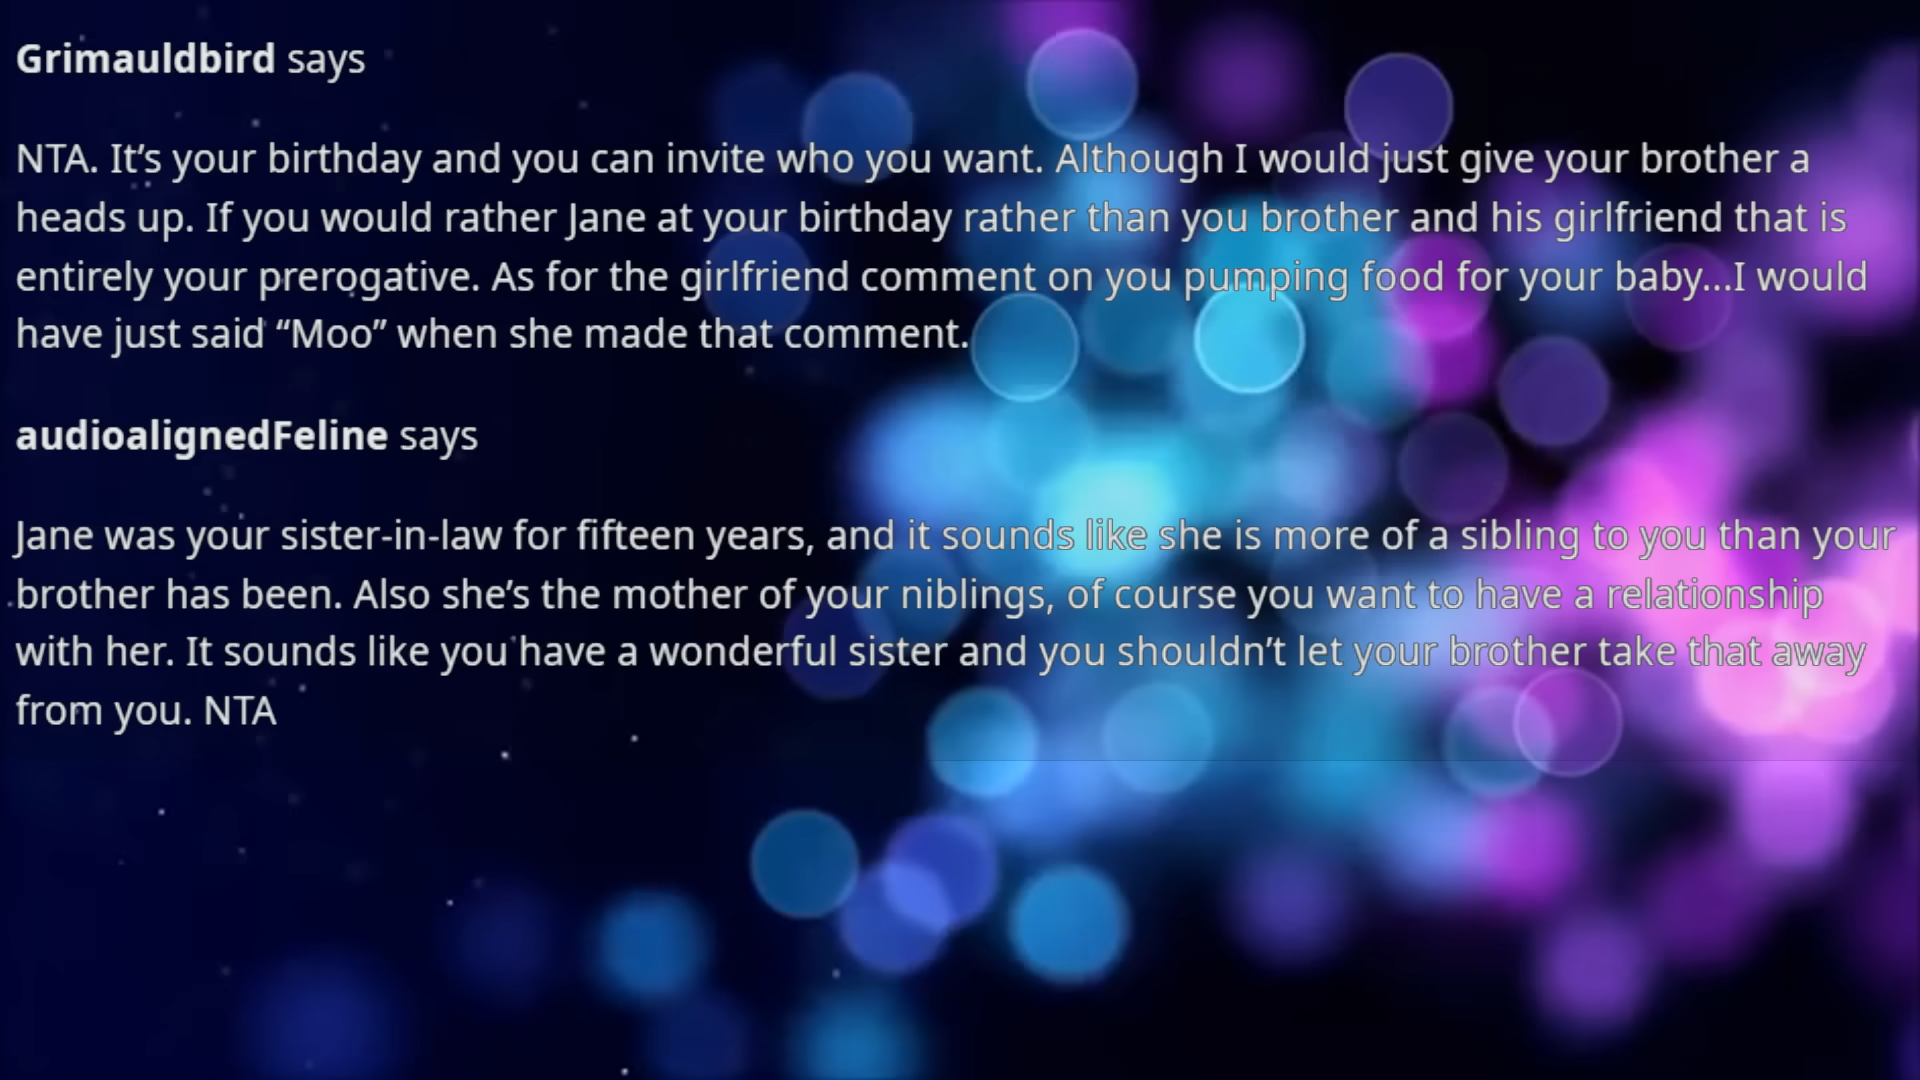 Grimauldbird says
NTA. It’s your birthday and you can invite who you want. Although I would just give your brother a
heads up. If you would rather Jane at your birthday rather than you brother and his girlfriend that is
entirely your prerogative. As for the girlfriend comment on you pumping food for your baby...I would
have just said “Moo” when she made that comment.
audioalignedFeline says
Jane was your sister-in-law for fifteen years, and it sounds like she is more of a sibling to you than your
brother has been. Also she’s the mother of your niblings, of course you want to have a relationship
with her. It sounds like you have a wonderful sister and you shouldn’t let your brother take that away
from you. NTA